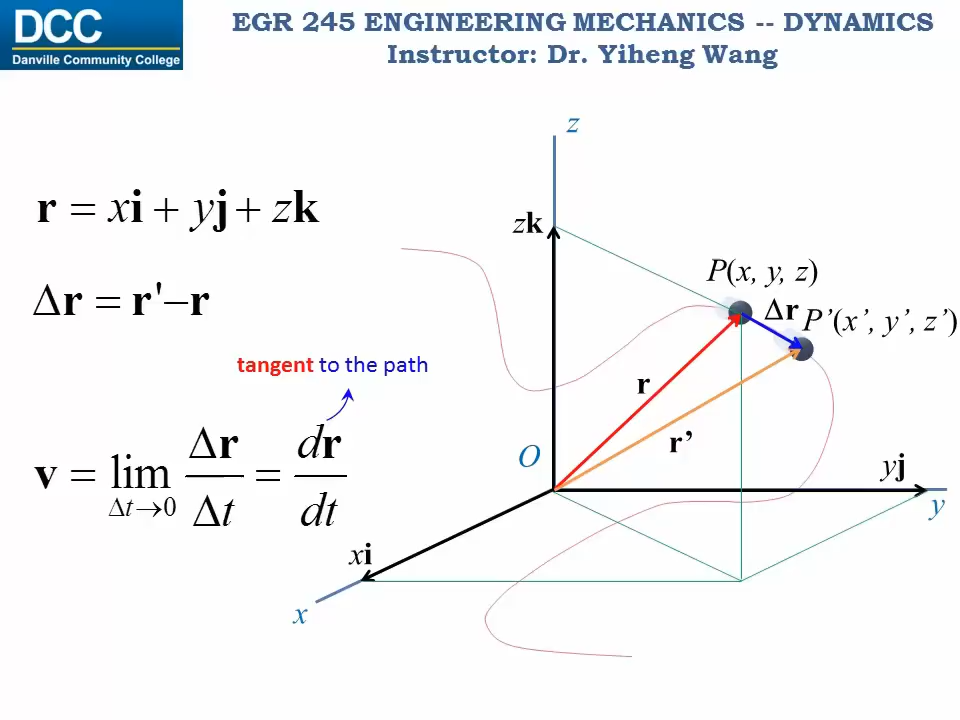 DCC
Danville Community College
EGR 245 ENGINEERING MECHANICS -- DYNAMICS
Instructor: Dr. Yiheng Wang
z
r = xi + yj + zk
zk
P(x, y, z)
Δr = r'−r
Δr
P’(x’, y’, z’)
tangent to the path
r
r’
O
v = lim Δt→0 Δr/Δt = dr/dt
yj
y
xi
x